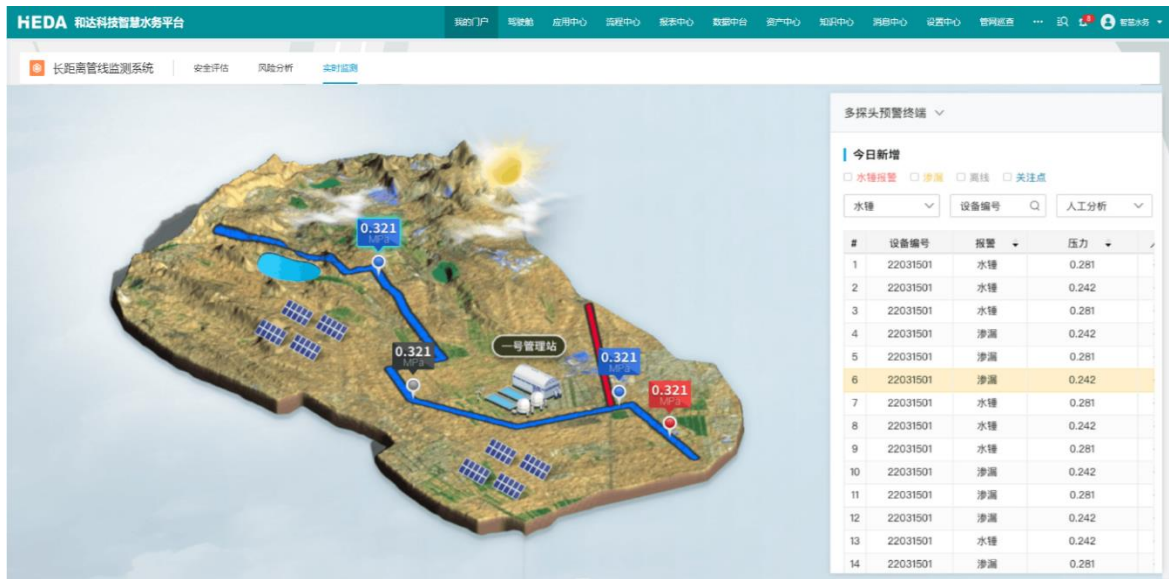 HEDA 和达科技智慧水务平台 我的门户 驾驶舱 应用中心 流程中心 报表中心 数据中台 资产中心 知识中心 消息中心 设置中心 管网巡查 ··· 8 智慧水务
长距离管线监测系统 安全评估 风险分析 实时监测
多探头预警终端
今日新增
水锤报警 渗漏 离线 关注点
水锤 设备编号 人工分析
# 设备编号 报警 压力
1 22031501 水锤 0.281
2 22031501 水锤 0.242
3 22031501 水锤 0.281
4 22031501 渗漏 0.242
5 22031501 渗漏 0.281
6 22031501 渗漏 0.242
7 22031501 水锤 0.281
8 22031501 水锤 0.242
9 22031501 水锤 0.281
10 22031501 渗漏 0.242
11 22031501 渗漏 0.281
12 22031501 渗漏 0.242
13 22031501 水锤 0.242
14 22031501 渗漏 0.281
0.321
MPa
一号管理站
0.321
MPa
0.321
MPa
0.321
MPa